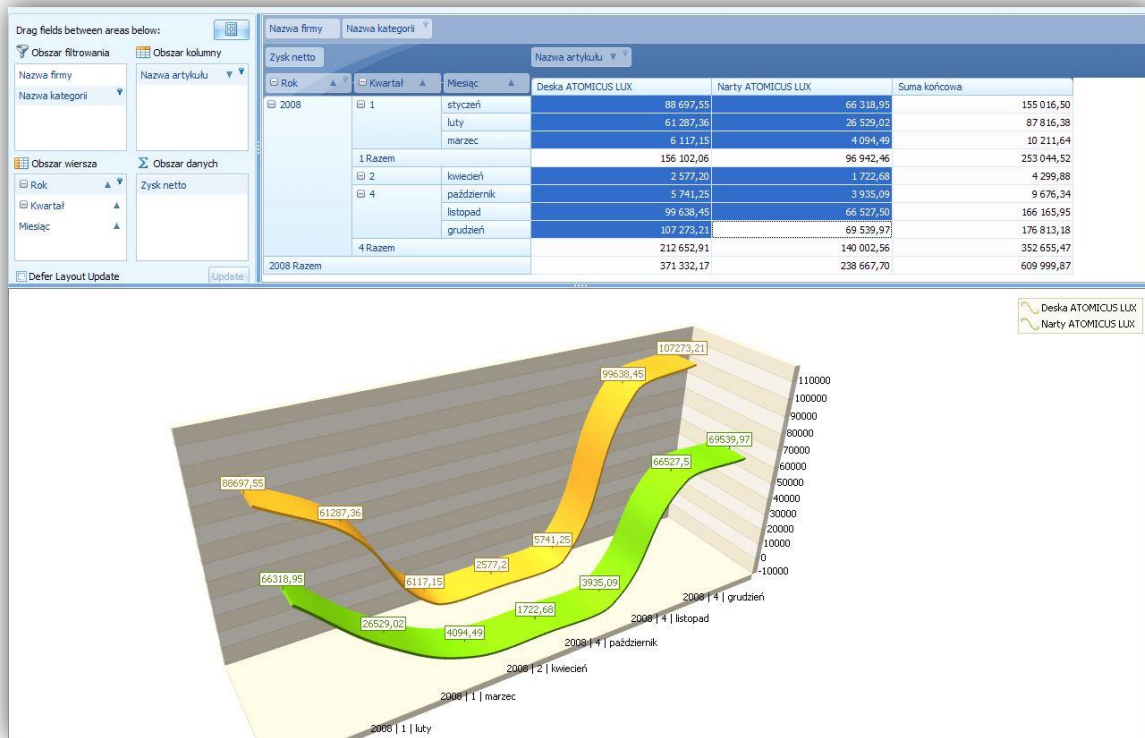 Drag fields between areas below:
Obszar filtrowania
Obszar kolumny
Nazwa firmy
Nazwa kategorii
Nazwa artykułu
Obszar wiersza
Obszar danych
Rok
Kwartał
Miesiąc
Zysk netto
Defer Layout Update
Update
Nazwa firmy Nazwa kategorii
Zysk netto Nazwa artykułu
Rok Kwartał Miesiąc Deska ATOMICUS LUX Narty ATOMICUS LUX Suma końcowa
2008 1 styczeń 88 697,55 66 318,95 155 016,50
luty 61 287,36 26 529,02 87 816,38
marzec 6 117,15 4 094,49 10 211,64
1 Razem 156 102,06 96 942,46 253 044,52
2 kwiecień 2 577,20 1 722,68 4 299,88
4 październik 5 741,25 3 935,09 9 676,34
listopad 99 638,45 66 527,50 166 165,95
grudzień 107 273,21 69 539,97 176 813,18
4 Razem 212 652,91 140 002,56 352 655,47
2008 Razem 371 332,17 238 667,70 609 999,87
Deska ATOMICUS LUX
Narty ATOMICUS LUX
88697,55
61287,36
6117,15
2577,2
5741,25
99638,45
107273,21
66318,95
26529,02
4094,49
1722,68
3935,09
66527,5
69539,97
110000
100000
90000
80000
70000
60000
50000
40000
30000
20000
10000
0
-10000
2008 | 4 | grudzień
2008 | 4 | listopad
2008 | 4 | październik
2008 | 2 | kwiecień
2008 | 1 | marzec
2008 | 1 | luty